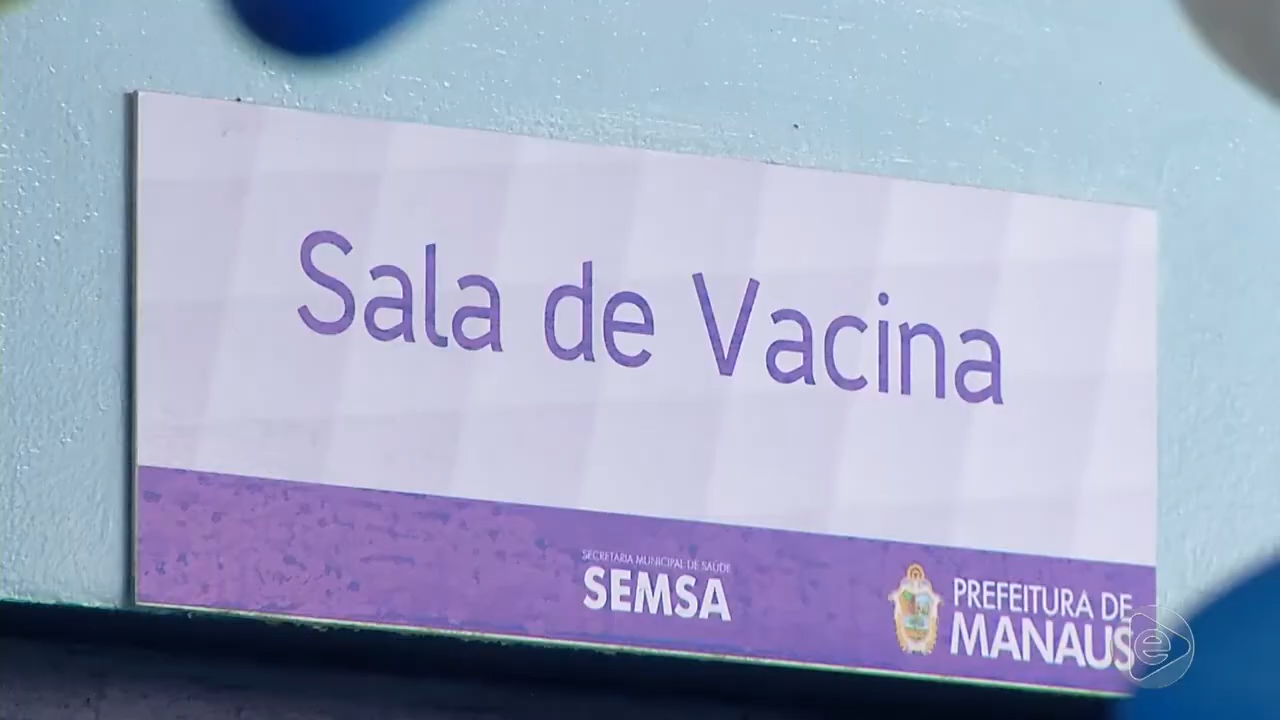 Sala de Vacina
SECRETARIA MUNICIPAL DE SAÚDE
SEMSA
PREFEITURA DE
MANAUS
e